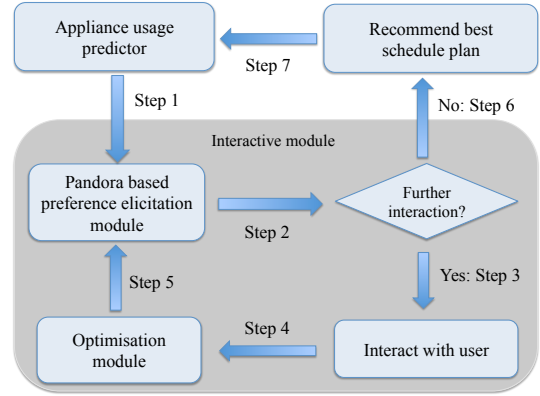 Appliance usage
predictor
Recommend best
schedule plan
Step 7
Step 1
No: Step 6
Interactive module
Pandora based
preference elicitation
module
Further
interaction?
Step 2
Step 5
Yes: Step 3
Optimisation
module
Step 4
Interact with user